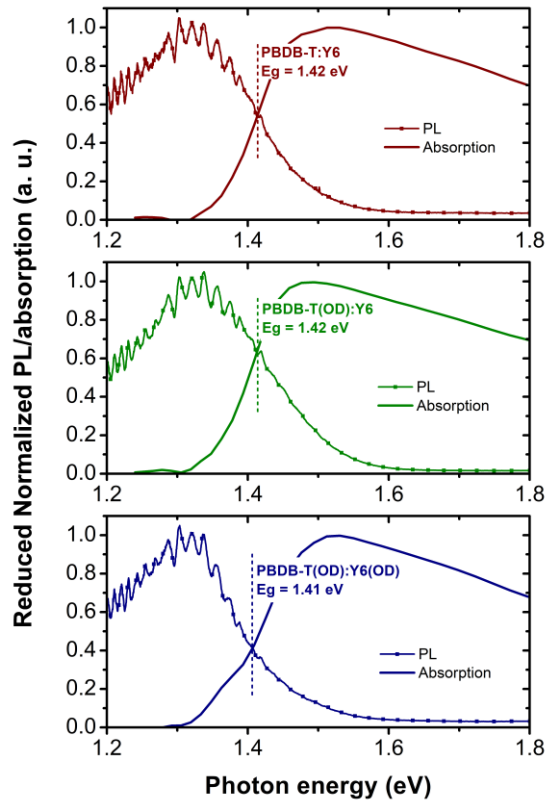 Reduced Normalized PL/absorption (a. u.)
1.0
0.8
0.6
0.4
0.2
0.0
PBDB-T:Y6
Eg = 1.42 eV
PL
Absorption
1.2 1.4 1.6 1.8
1.0
0.8
0.6
0.4
0.2
0.0
PBDB-T(OD):Y6
Eg = 1.42 eV
PL
Absorption
1.2 1.4 1.6 1.8
1.0
0.8
0.6
0.4
0.2
0.0
PBDB-T(OD):Y6(OD)
Eg = 1.41 eV
PL
Absorption
1.2 1.4 1.6 1.8
Photon energy (eV)